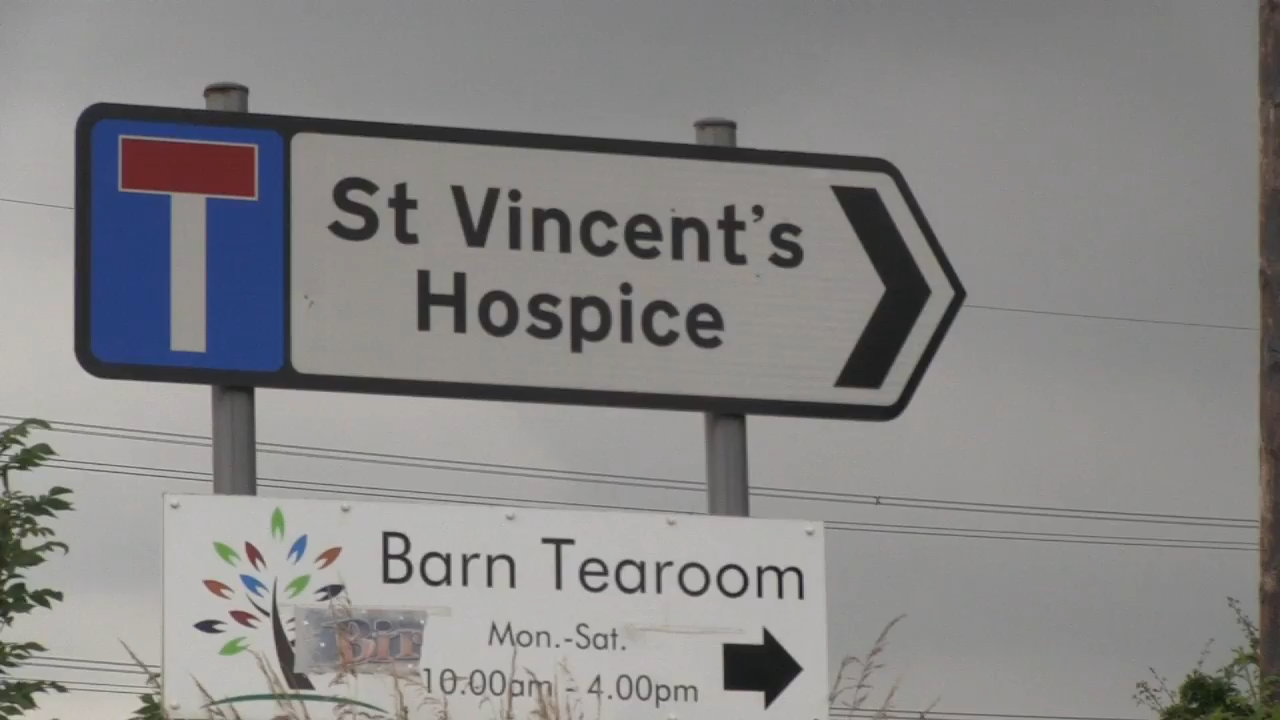 St Vincent's
Hospice
Barn Tearoom
Mon.-Sat.
10.00am - 4.00pm